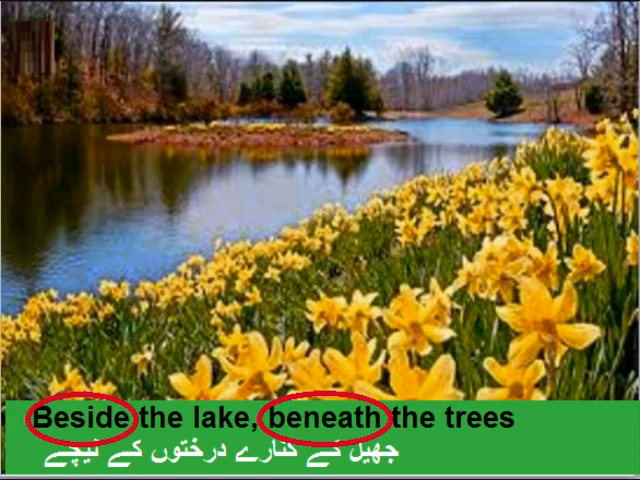 Beside the lake, beneath the trees
جھیل کے کنارے درختوں کے نیچے